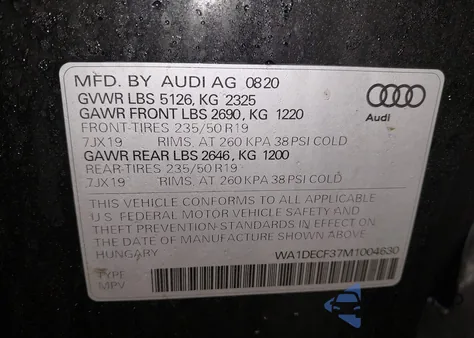 MFD. BY AUDI AG 0820
GVWR LBS 5126, KG 2325
GAWR FRONT LBS 2690, KG 1220
FRONT-TIRES 235/50 R19
7JX19 RIMS, AT 260 KPA 38 PSI COLD
GAWR REAR LBS 2646, KG 1200
REAR-TIRES 235/50 R19
7JX19 RIMS, AT 260 KPA 38 PSI COLD
Audi
THIS VEHICLE CONFORMS TO ALL APPLICABLE
U.S. FEDERAL MOTOR VEHICLE SAFETY AND
THEFT PREVENTION STANDARDS IN EFFECT ON
THE DATE OF MANUFACTURE SHOWN ABOVE
HUNGARY WA1DECF37M1004630
TYPE
MPV